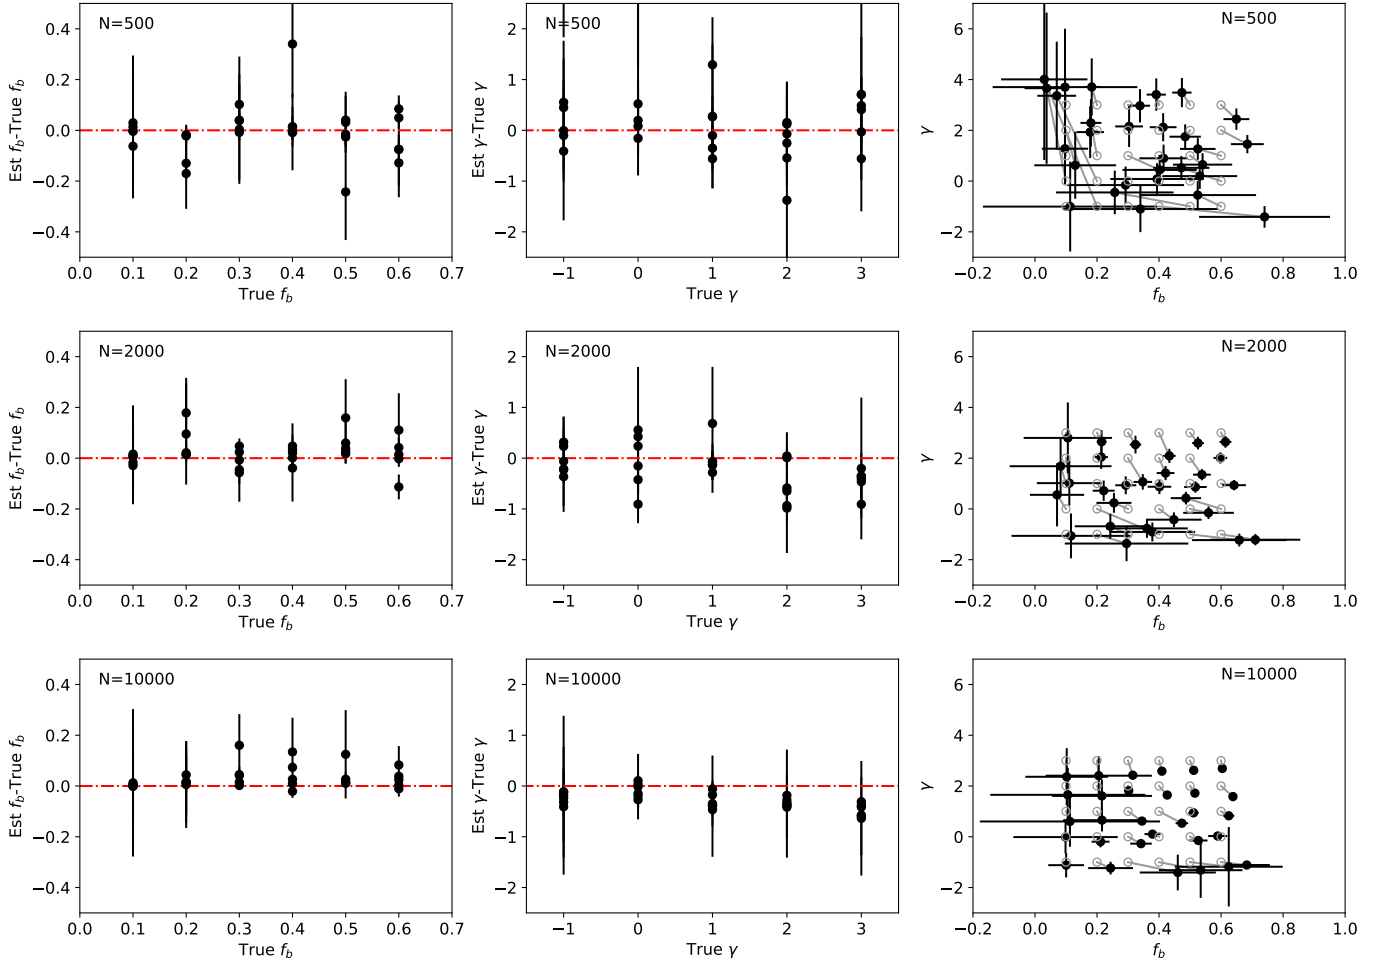 N=500
Est f_b-True f_b
0.4
0.2
0.0
−0.2
−0.4
0.0 0.1 0.2 0.3 0.4 0.5 0.6 0.7
True f_b
N=500
Est γ-True γ
2
1
0
−1
−2
−1 0 1 2 3
True γ
N=500
γ
6
4
2
0
−2
−0.2 0.0 0.2 0.4 0.6 0.8 1.0
f_b
N=2000
Est f_b-True f_b
0.4
0.2
0.0
−0.2
−0.4
0.0 0.1 0.2 0.3 0.4 0.5 0.6 0.7
True f_b
N=2000
Est γ-True γ
2
1
0
−1
−2
−1 0 1 2 3
True γ
N=2000
γ
6
4
2
0
−2
−0.2 0.0 0.2 0.4 0.6 0.8 1.0
f_b
N=10000
Est f_b-True f_b
0.4
0.2
0.0
−0.2
−0.4
0.0 0.1 0.2 0.3 0.4 0.5 0.6 0.7
True f_b
N=10000
Est γ-True γ
2
1
0
−1
−2
−1 0 1 2 3
True γ
N=10000
γ
6
4
2
0
−2
−0.2 0.0 0.2 0.4 0.6 0.8 1.0
f_b